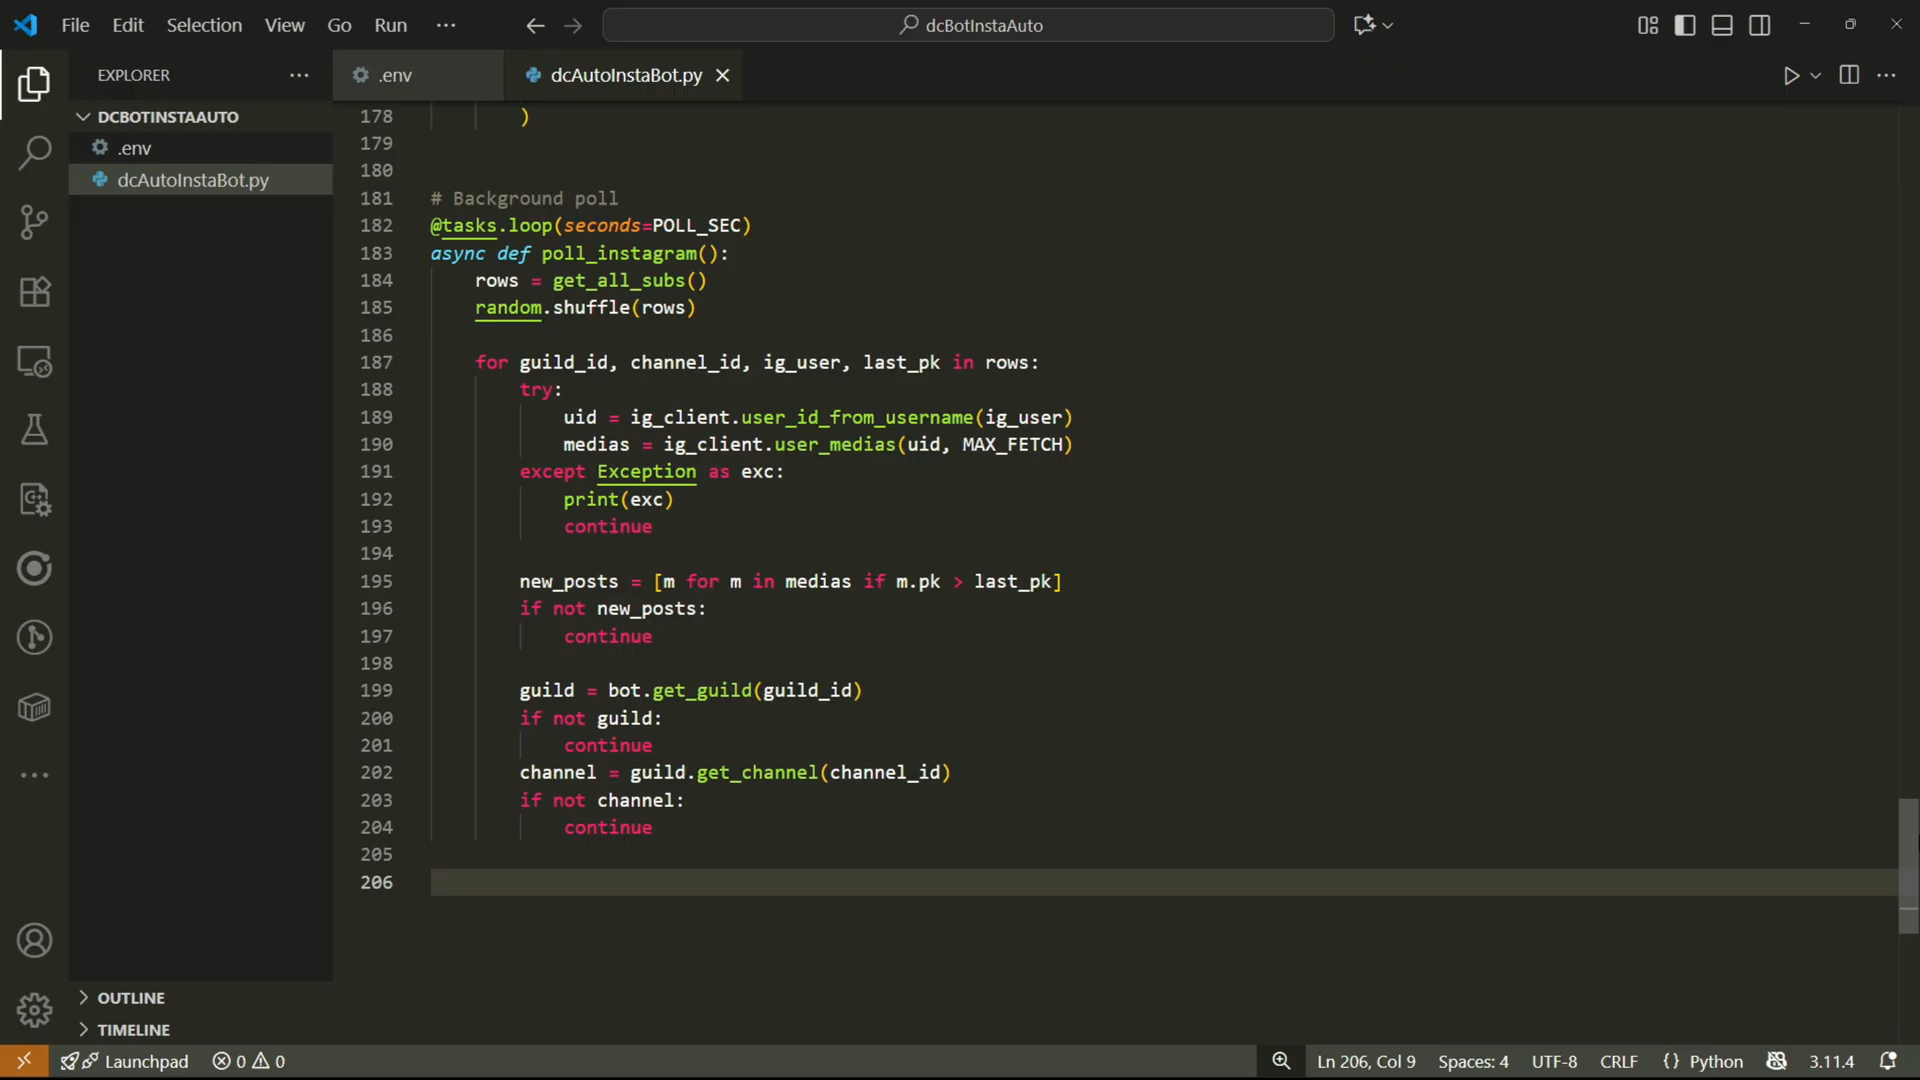 File Edit Selection View Go Run ··· dcBotInstaAuto
EXPLORER ···
.env
dcAutoInstaBot.py
DCBOTINSTAAUTO
.env
dcAutoInstaBot.py
178 )
179
180
181 # Background poll
182 @tasks.loop(seconds=POLL_SEC)
183 async def poll_instagram():
184 rows = get_all_subs()
185 random.shuffle(rows)
186
187 for guild_id, channel_id, ig_user, last_pk in rows:
188 try:
189 uid = ig_client.user_id_from_username(ig_user)
190 medias = ig_client.user_medias(uid, MAX_FETCH)
191 except Exception as exc:
192 print(exc)
193 continue
194
195 new_posts = [m for m in medias if m.pk > last_pk]
196 if not new_posts:
197 continue
198
199 guild = bot.get_guild(guild_id)
200 if not guild:
201 continue
202 channel = guild.get_channel(channel_id)
203 if not channel:
204 continue
205
206
OUTLINE
TIMELINE
Launchpad 0 0 Ln 206, Col 9 Spaces: 4 UTF-8 CRLF {} Python 3.11.4